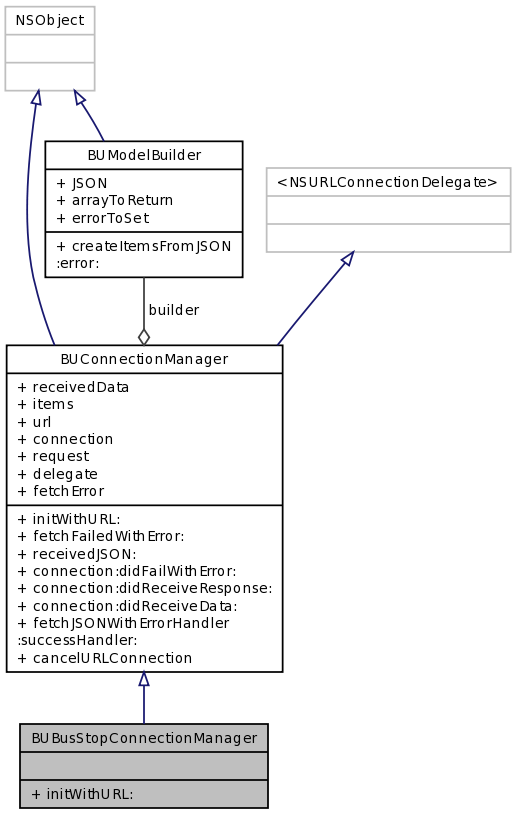 NSObject
BUModelBuilder
+ JSON
+ arrayToReturn
+ errorToSet
+ createItemsFromJSON
:error:
<NSURLConnectionDelegate>
builder
BUConnectionManager
+ receivedData
+ items
+ url
+ connection
+ request
+ delegate
+ fetchError
+ initWithURL:
+ fetchFailedWithError:
+ receivedJSON:
+ connection:didFailWithError:
+ connection:didReceiveResponse:
+ connection:didReceiveData:
+ fetchJSONWithErrorHandler
:successHandler:
+ cancelURLConnection
BUBusStopConnectionManager
+ initWithURL: